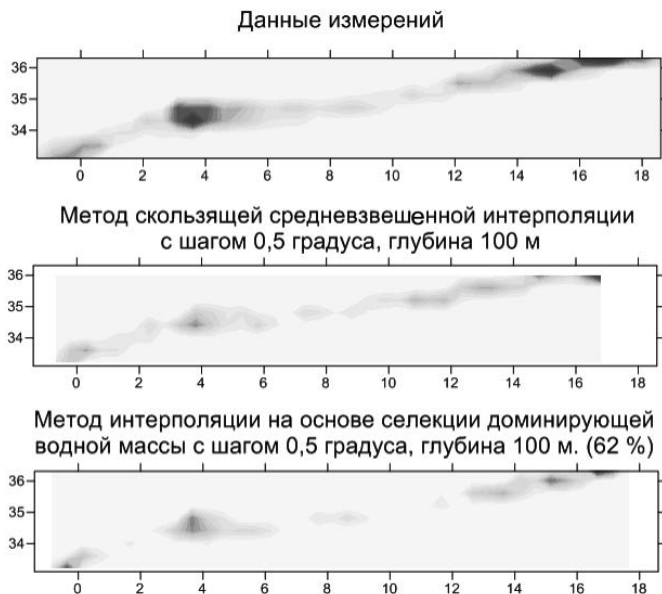 Данные измерений
36
35
34
0 2 4 6 8 10 12 14 16 18
Метод скользящей средневзвешенной интерполяции
с шагом 0,5 градуса, глубина 100 м
36
35
34
0 2 4 6 8 10 12 14 16 18
Метод интерполяции на основе селекции доминирующей
водной массы с шагом 0,5 градуса, глубина 100 м. (62 %)
36
35
34
0 2 4 6 8 10 12 14 16 18